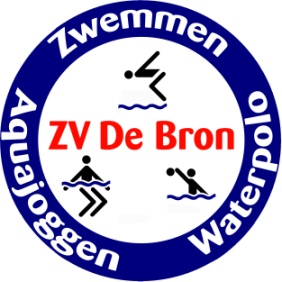 Zwemmen
ZV De Bron
Aquajoggen
Waterpolo